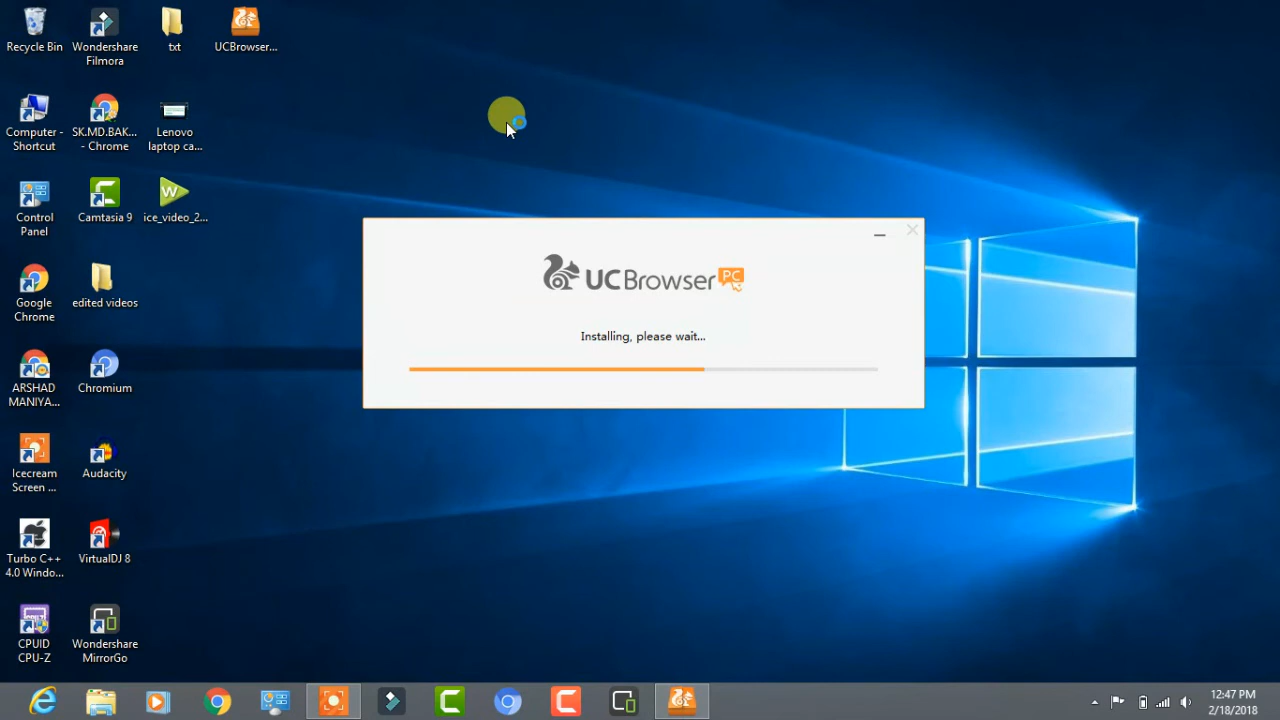 Recycle Bin
Wondershare
Filmora
txt
UCBrowser...
Computer -
Shortcut
SK.MD.BAK...
- Chrome
Lenovo
laptop ca...
Control
Panel
Camtasia 9
W
ice_video_2...
Google
Chrome
edited videos
ARSHAD
MANIYA...
Chromium
Icecream
Screen ...
Audacity
Turbo C++
4.0 Windo...
VirtualDJ 8
CPUID
CPU-Z
Wondershare
MirrorGo
UC Browser PC
Installing, please wait...
12:47 PM
2/18/2018